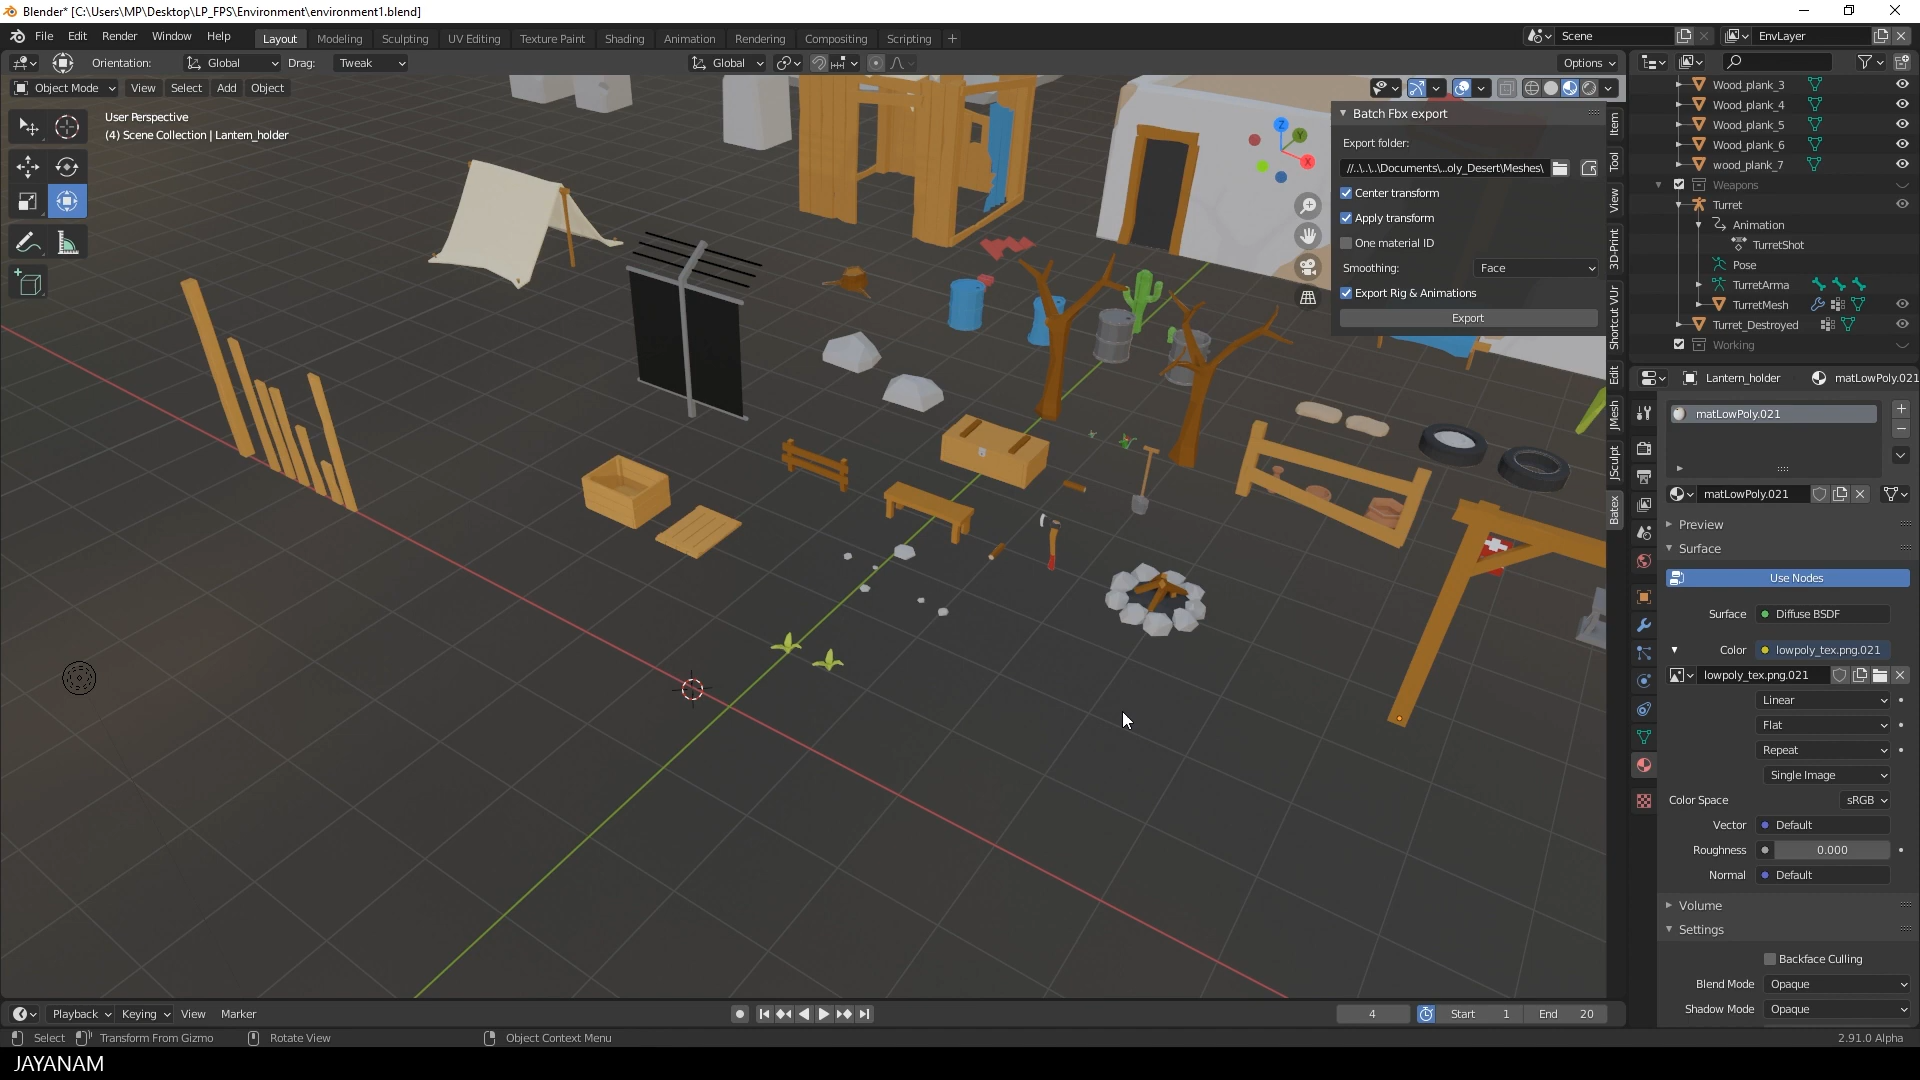 Blender* [C:\Users\MP\Desktop\LP_FPS\Environment\environment1.blend]
File Edit Render Window Help Layout Modeling Sculpting UV Editing Texture Paint Shading Animation Rendering Compositing Scripting + Scene EnvLayer
Orientation: Global Drag: Tweak Global Options
Object Mode View Select Add Object
User Perspective
(4) Scene Collection | Lantern_holder
Z
Y
X
Batch Fbx export
Export folder:
//..\..\..\Documents\...oly_Desert\Meshes\
Center transform
Apply transform
One material ID
Smoothing: Face
Export Rig & Animations
Export
Item
Tool
View
3D-Print
Shortcut VUr
Edit
JMesh
JSculpt
Batex
Wood_plank_3
Wood_plank_4
Wood_plank_5
Wood_plank_6
wood_plank_7
Weapons
Turret
Animation
TurretShot
Pose
TurretArma
TurretMesh
Turret_Destroyed
Working
Lantern_holder matLowPoly.021
matLowPoly.021
matLowPoly.021
Preview
Surface
Use Nodes
Surface Diffuse BSDF
Color lowpoly_tex.png.021
lowpoly_tex.png.021
Linear
Flat
Repeat
Single Image
Color Space sRGB
Vector Default
Roughness 0.000
Normal Default
Volume
Settings
Backface Culling
Blend Mode Opaque
Shadow Mode Opaque
Playback Keying View Marker 4 Start 1 End 20
Select Transform From Gizmo Rotate View Object Context Menu 2.91.0 Alpha
JAYANAM